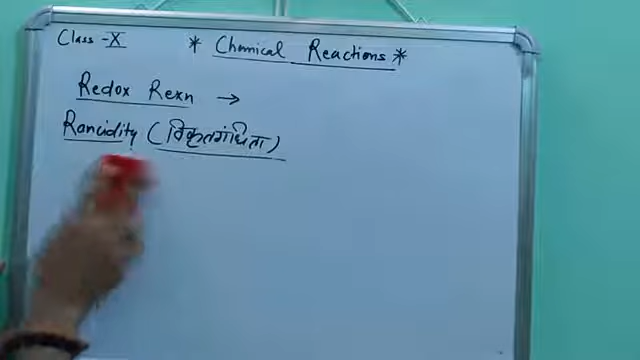 Class - X
* Chemical Reactions *
Redox Rexn →
Rancidity (विकृतगंधिता)